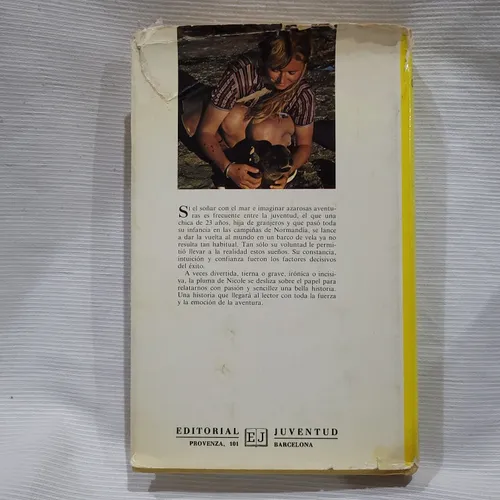 Si el soñar con el mar e imaginar azarosas aventu-
ras es frecuente entre la juventud, el que una
chica de 23 años, hija de granjeros y que pasó toda
su infancia en las campiñas de Normandía, se lance
a dar la vuelta al mundo en un barco de vela ya no
resulta tan habitual. Tan sólo su voluntad le permi-
tió llevar a la realidad estos sueños. Su constancia,
intuición y confianza fueron los factores decisivos
del éxito.
A veces divertida, tierna o grave, irónica o incisi-
va, la pluma de Nicole se desliza sobre el papel para
relatarnos con pasión y sencillez una bella historia.
Una historia que llegará al lector con toda la fuerza
y la emoción de la aventura.
EDITORIAL EJ JUVENTUD
PROVENZA, 101 BARCELONA